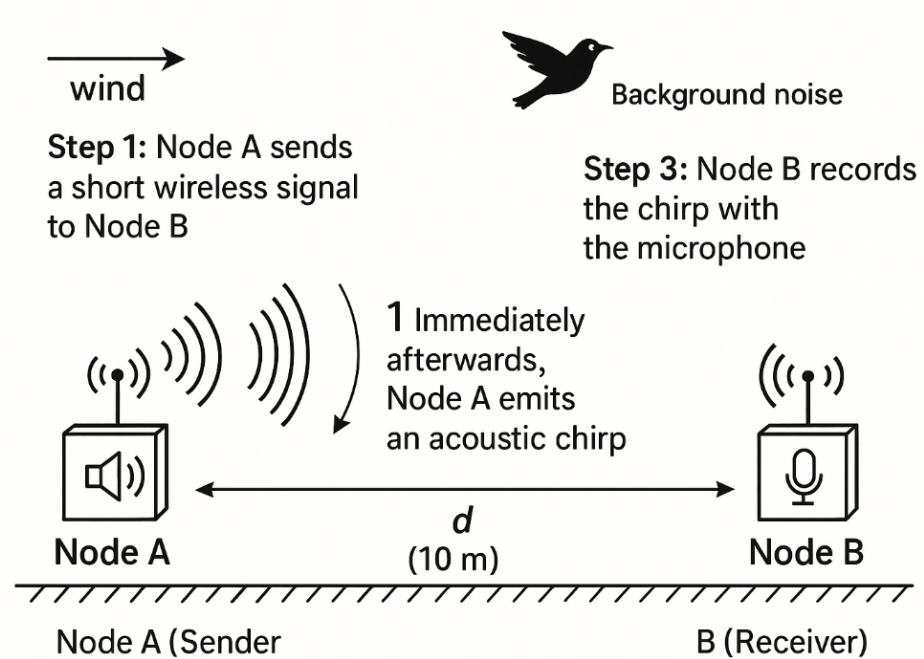 wind
Background noise
Step 1: Node A sends
a short wireless signal
to Node B
Step 3: Node B records
the chirp with
the microphone
1 Immediately
afterwards,
Node A emits
an acoustic chirp
d
(10 m)
Node A
Node B
Node A (Sender
B (Receiver)